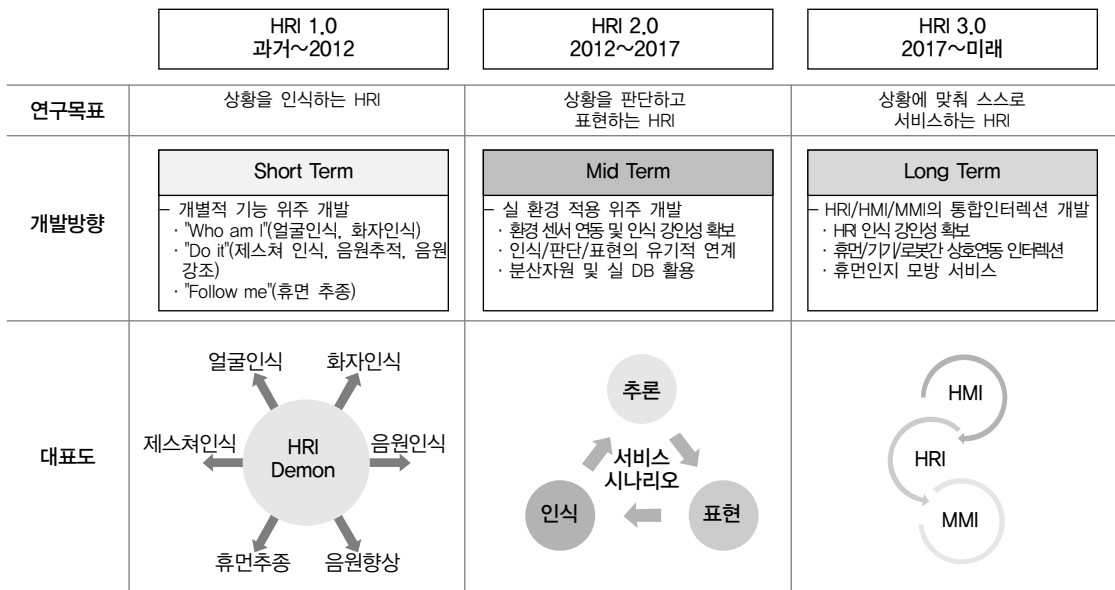 HRI 1.0
과거~2012
HRI 2.0
2012~2017
HRI 3.0
2017~미래
연구목표
상황을 인식하는 HRI
상황을 판단하고
표현하는 HRI
상황에 맞춰 스스로
서비스하는 HRI
개발방향
Short Term
- 개별적 기능 위주 개발
· "Who am I"(얼굴인식, 화자인식)
· "Do it"(제스쳐 인식, 음원추적, 음원
강조)
· "Follow me"(휴면 추종)
Mid Term
- 실 환경 적용 위주 개발
· 환경 센서 연동 및 인식 강인성 확보
· 인식/판단/표현의 유기적 연계
· 분산자원 및 실 DB 활용
Long Term
- HRI/HMI/MMI의 통합인터렉션 개발
· HRI 인식 강인성 확보
· 휴먼/기기/로봇간 상호연동 인터렉션
· 휴먼인지 모방 서비스
대표도
얼굴인식
화자인식
제스쳐인식
HRI
Demon
음원인식
휴먼추종
음원향상
추론
서비스
시나리오
인식
표현
HMI
HRI
MMI